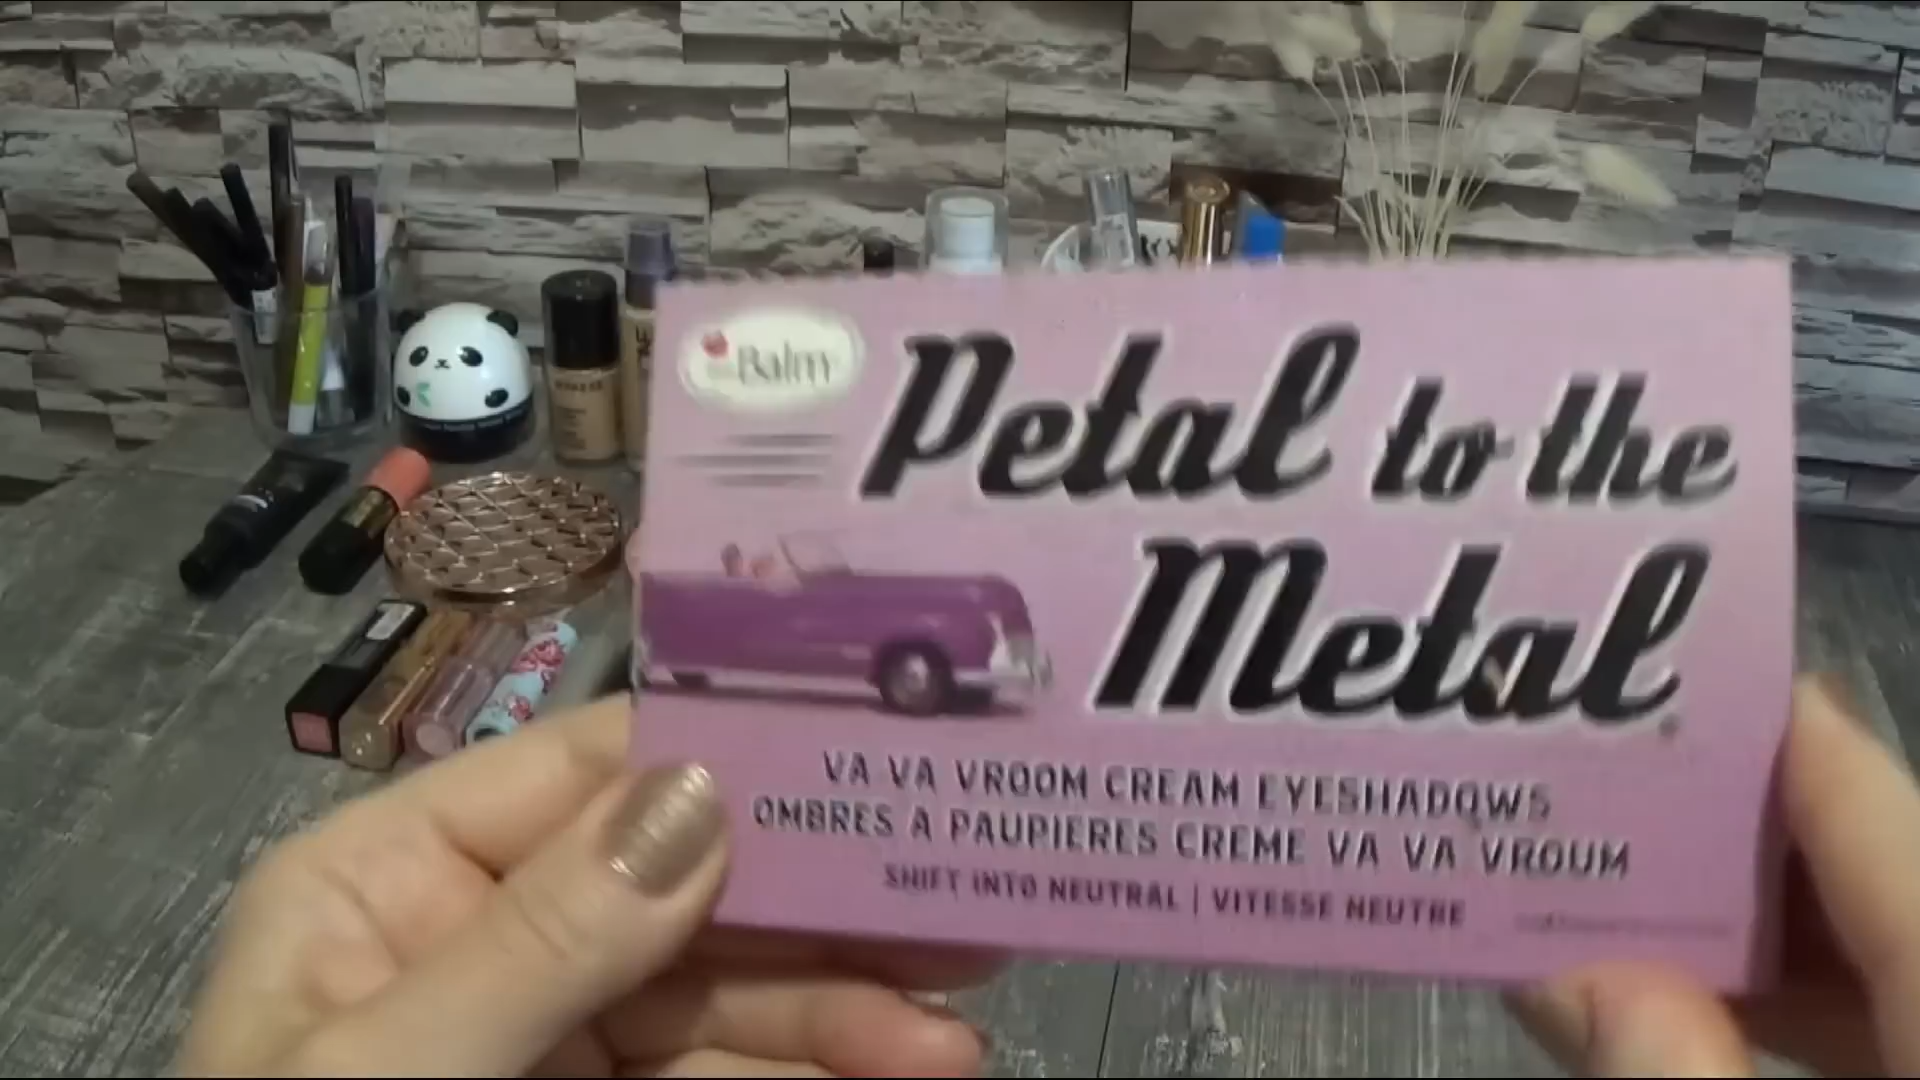 theBalm
Petal to the
Metal
VA VA VROOM CREAM EYESHADOWS
OMBRES A PAUPIERES CREME VA VA VROUM
SHIFT INTO NEUTRAL | VITESSE NEUTRE